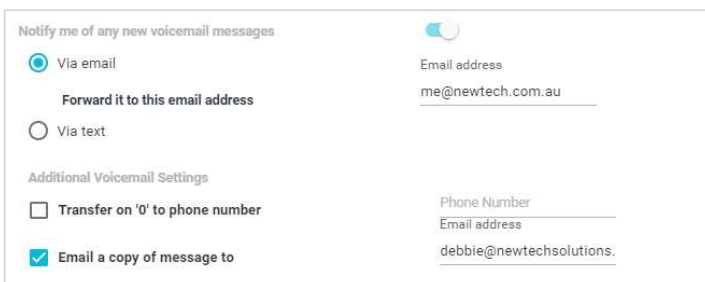 Notify me of any new voicemail messages
Via email
Email address
Forward it to this email address
me@newtech.com.au
Via text
Additional Voicemail Settings
Transfer on '0' to phone number
Phone Number
Email address
Email a copy of message to
debbie@newtechsolutions.